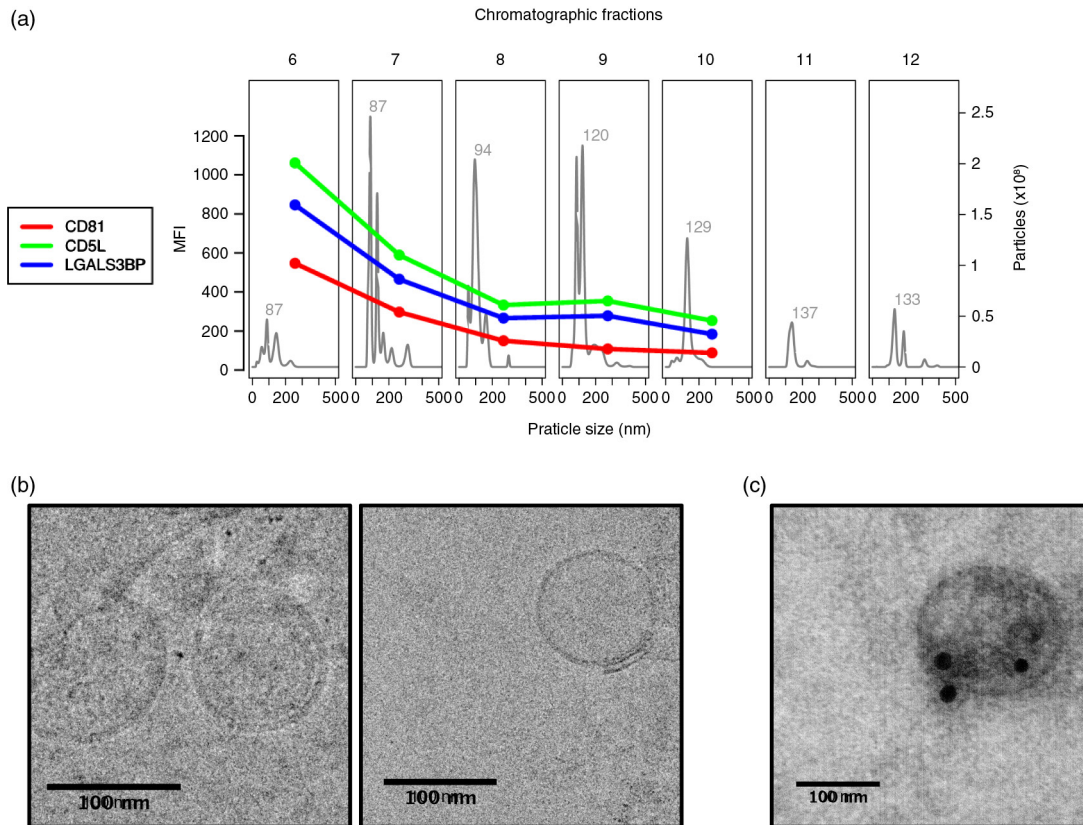 (a)
Chromatographic fractions
6 7 8 9 10 11 12
87 87 94 120 129 137 133
MFI
1200
1000
800
600
400
200
0
2.5
2
1.5
1
0.5
0
Particles (x10⁸)
CD81
CD5L
LGALS3BP
0 200 500 0 200 500 0 200 500 0 200 500 0 200 500 0 200 500 0 200 500
Praticle size (nm)
(b)
(c)
100 nm
100 nm
100 nm